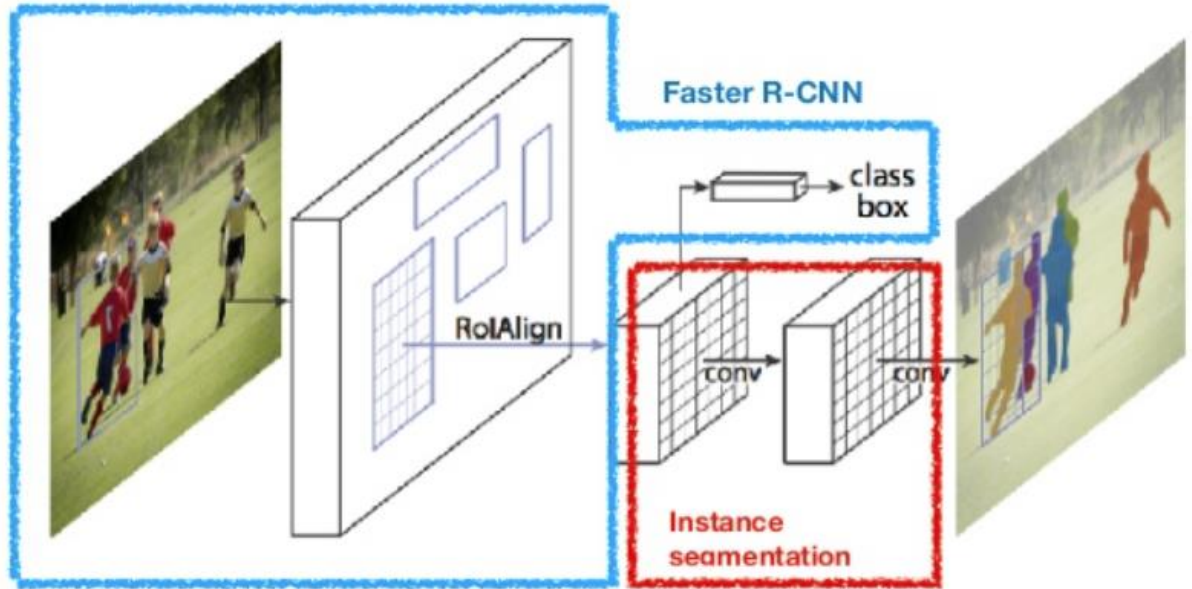 Faster R-CNN
class
box
RoIAlign
conv
conv
Instance
segmentation